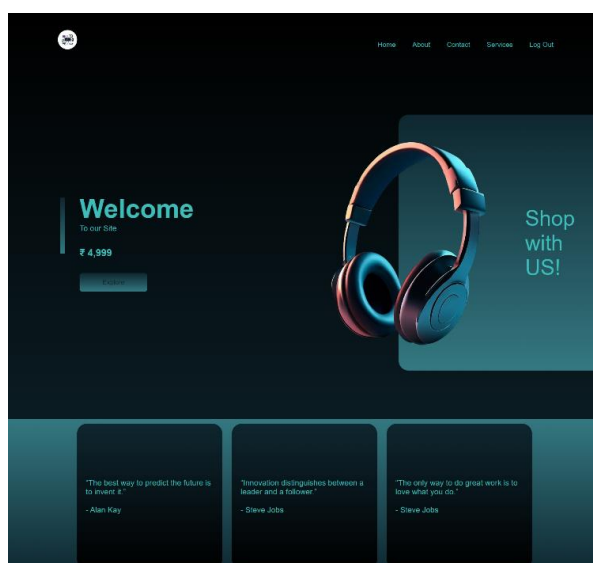 Home About Contact Services Log Out
Welcome
To our Site
₹ 4,999
Explore
Shop
with
US!
"The best way to predict the future is
to invent it."
- Alan Kay
"Innovation distinguishes between a
leader and a follower."
- Steve Jobs
"The only way to do great work is to
love what you do."
- Steve Jobs